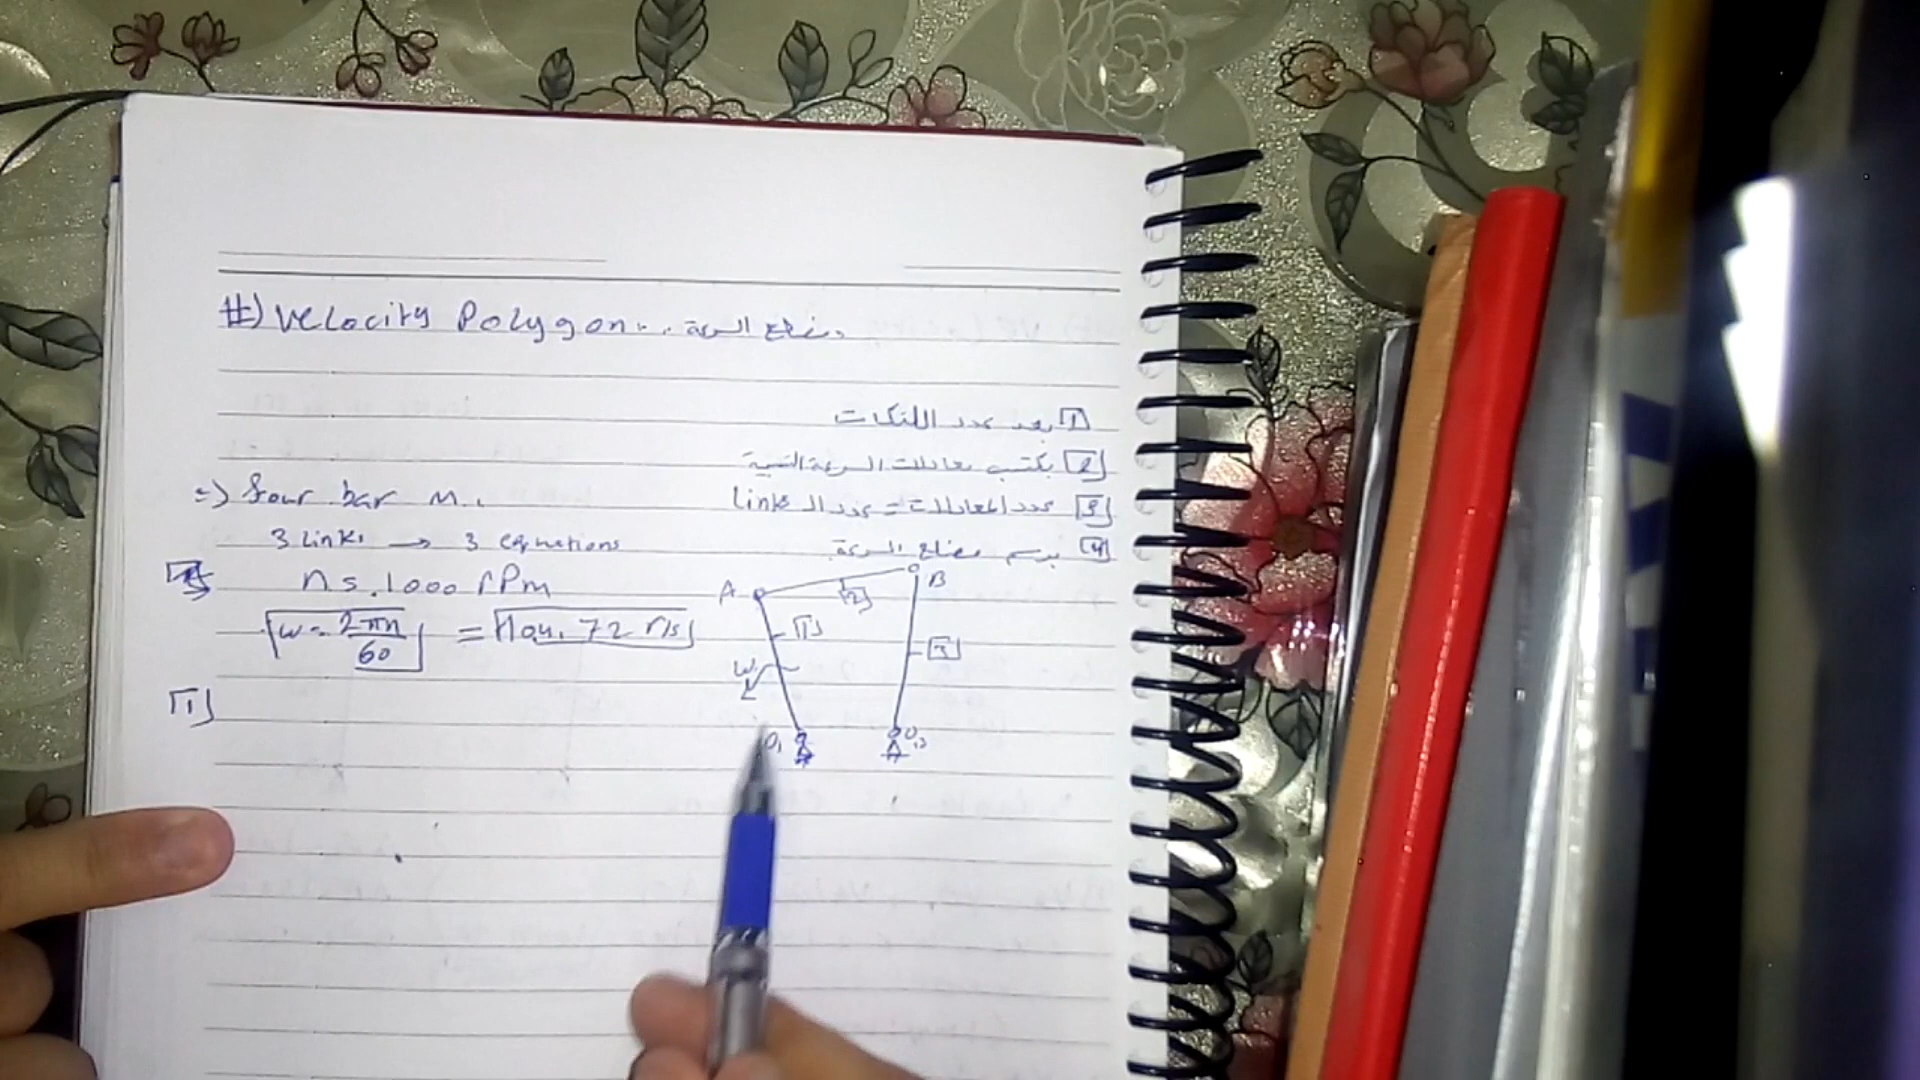 #) Velocity Polygon.. مضلع السرعة
[1] بعد عدد اللنكات
[2] بكتب معادلات السرعة النسبية
[3] عدد المعادلات = عدد الـ Links
[4] برسم مضلع السرعة
=) four bar M.
3 Links → 3 equations
n = 1000 rPm
w = 2πn/60 = 104.72 r/s
[1]
A
B
[1]
[2]
[3]
w
O1
O3